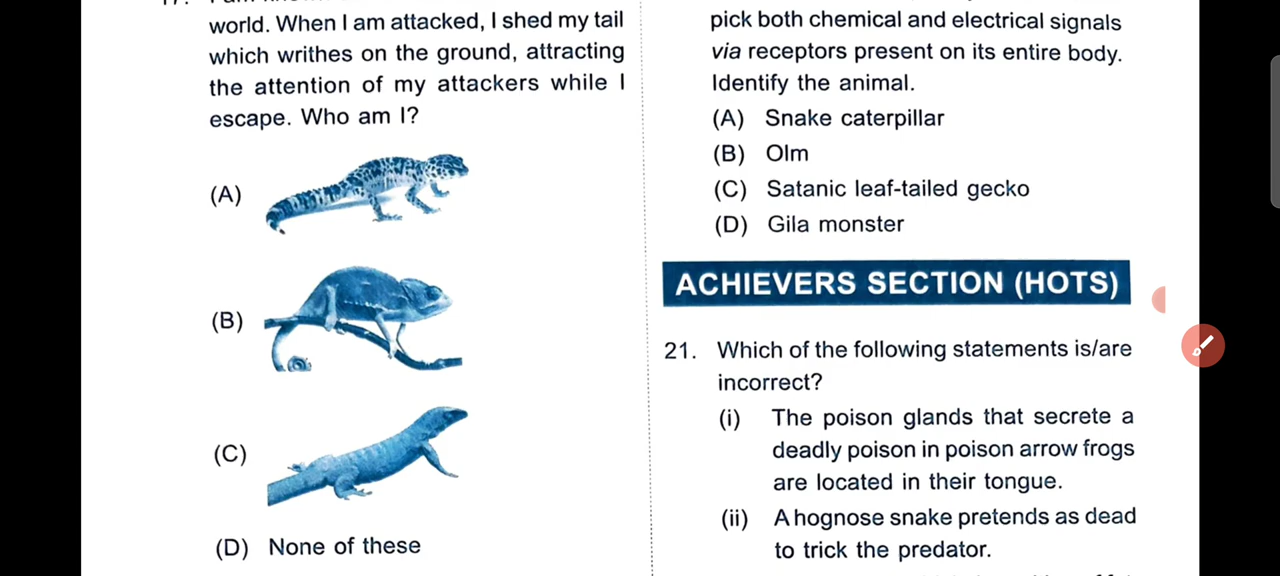 world. When I am attacked, I shed my tail
which writhes on the ground, attracting
the attention of my attackers while I
escape. Who am I?
(A)
(B)
(C)
(D) None of these
pick both chemical and electrical signals
via receptors present on its entire body.
Identify the animal.
(A) Snake caterpillar
(B) Olm
(C) Satanic leaf-tailed gecko
(D) Gila monster
ACHIEVERS SECTION (HOTS)
21. Which of the following statements is/are
incorrect?
(i) The poison glands that secrete a
deadly poison in poison arrow frogs
are located in their tongue.
(ii) A hognose snake pretends as dead
to trick the predator.